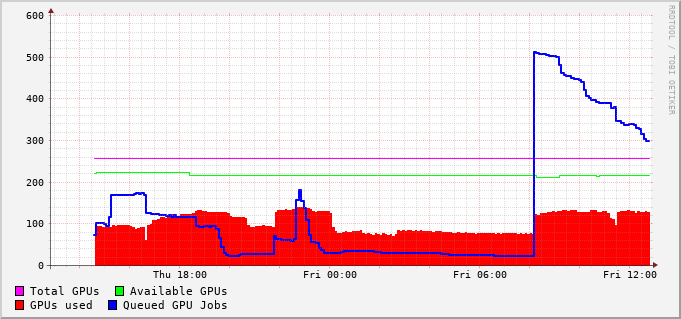 600
500
400
300
200
100
0
Thu 18:00 Fri 00:00 Fri 06:00 Fri 12:00
Total GPUs Available GPUs
GPUs used Queued GPU Jobs
RRDTOOL / TOBI OETIKER